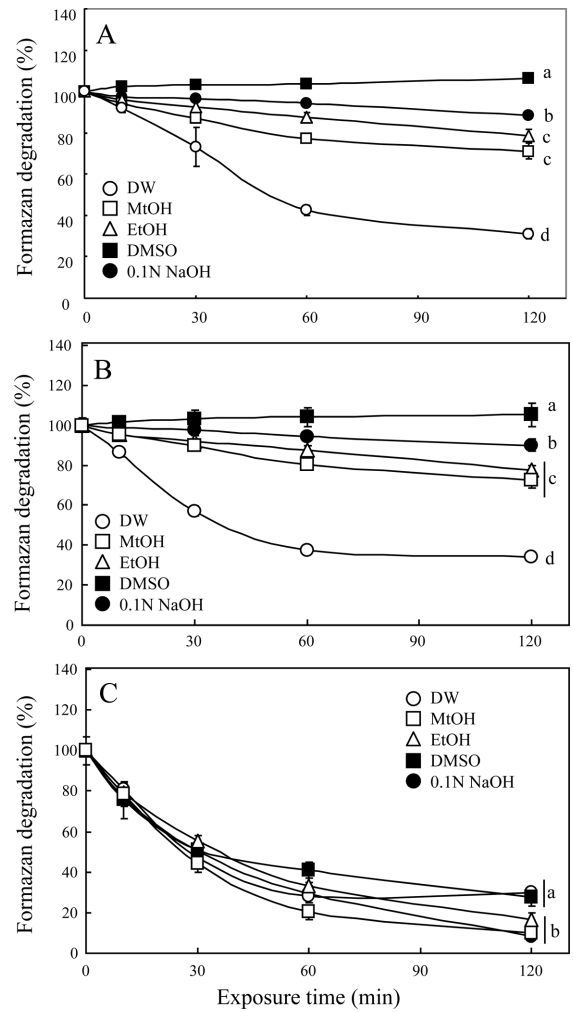 A
Formazan degradation (%)
140
120
100
80
60
40
20
0
0 30 60 90 120
DW
MtOH
EtOH
DMSO
0.1N NaOH
a
b
c
c
d
B
Formazan degradation (%)
140
120
100
80
60
40
20
0
0 30 60 90 120
DW
MtOH
EtOH
DMSO
0.1N NaOH
a
b
c
d
C
Formazan degradation (%)
140
120
100
80
60
40
20
0
0 30 60 90 120
DW
MtOH
EtOH
DMSO
0.1N NaOH
a
b
Exposure time (min)